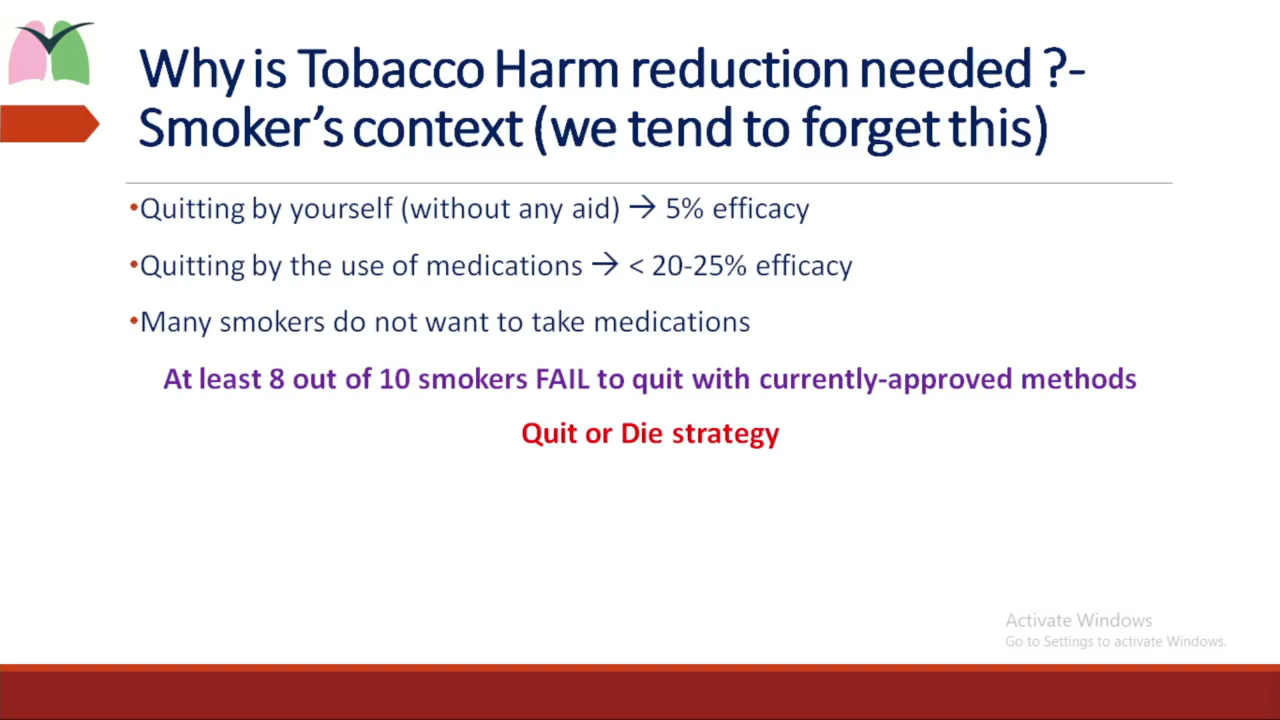 Why is Tobacco Harm reduction needed ?-
Smoker's context (we tend to forget this)
•Quitting by yourself (without any aid) → 5% efficacy
•Quitting by the use of medications → < 20-25% efficacy
•Many smokers do not want to take medications
At least 8 out of 10 smokers FAIL to quit with currently-approved methods
Quit or Die strategy
Activate Windows
Go to Settings to activate Windows.